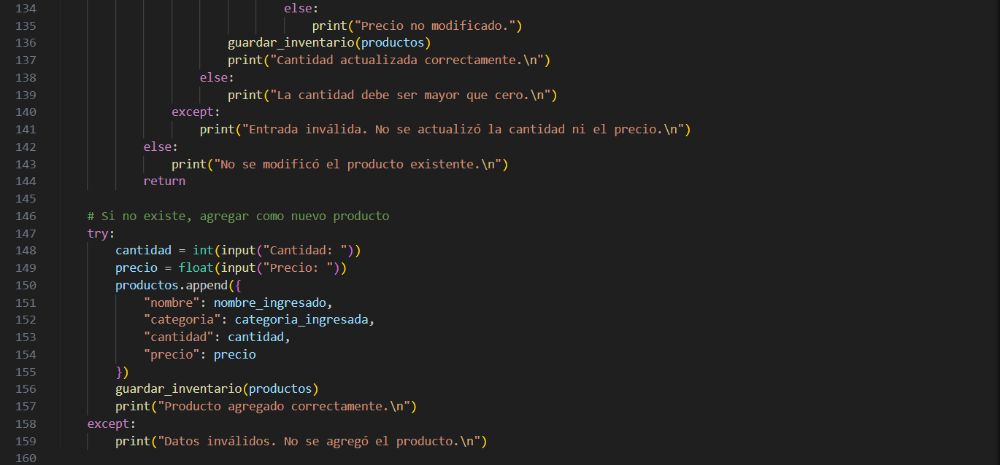 134 else:
135 print("Precio no modificado.")
136 guardar_inventario(productos)
137 print("Cantidad actualizada correctamente.\n")
138 else:
139 print("La cantidad debe ser mayor que cero.\n")
140 except:
141 print("Entrada inválida. No se actualizó la cantidad ni el precio.\n")
142 else:
143 print("No se modificó el producto existente.\n")
144 return
145
146 # Si no existe, agregar como nuevo producto
147 try:
148 cantidad = int(input("Cantidad: "))
149 precio = float(input("Precio: "))
150 productos.append({
151 "nombre": nombre_ingresado,
152 "categoria": categoria_ingresada,
153 "cantidad": cantidad,
154 "precio": precio
155 })
156 guardar_inventario(productos)
157 print("Producto agregado correctamente.\n")
158 except:
159 print("Datos inválidos. No se agregó el producto.\n")
160